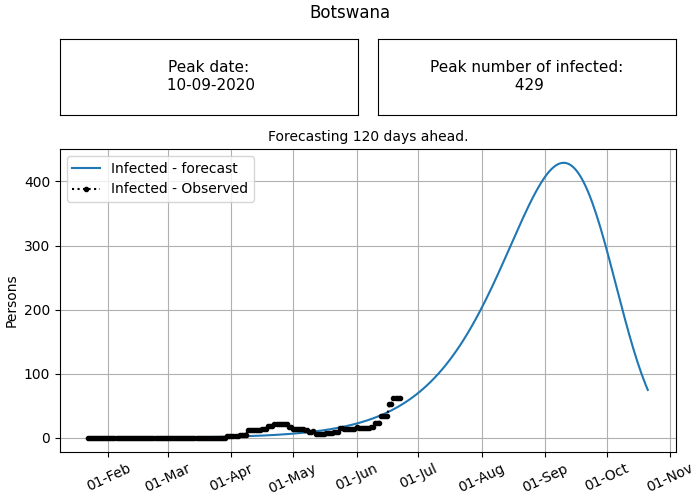 Botswana
Peak date:
10-09-2020
Peak number of infected:
429
Forecasting 120 days ahead.
Infected - forecast
Infected - Observed
Persons
400
300
200
100
0
01-Feb
01-Mar
01-Apr
01-May
01-Jun
01-Jul
01-Aug
01-Sep
01-Oct
01-Nov